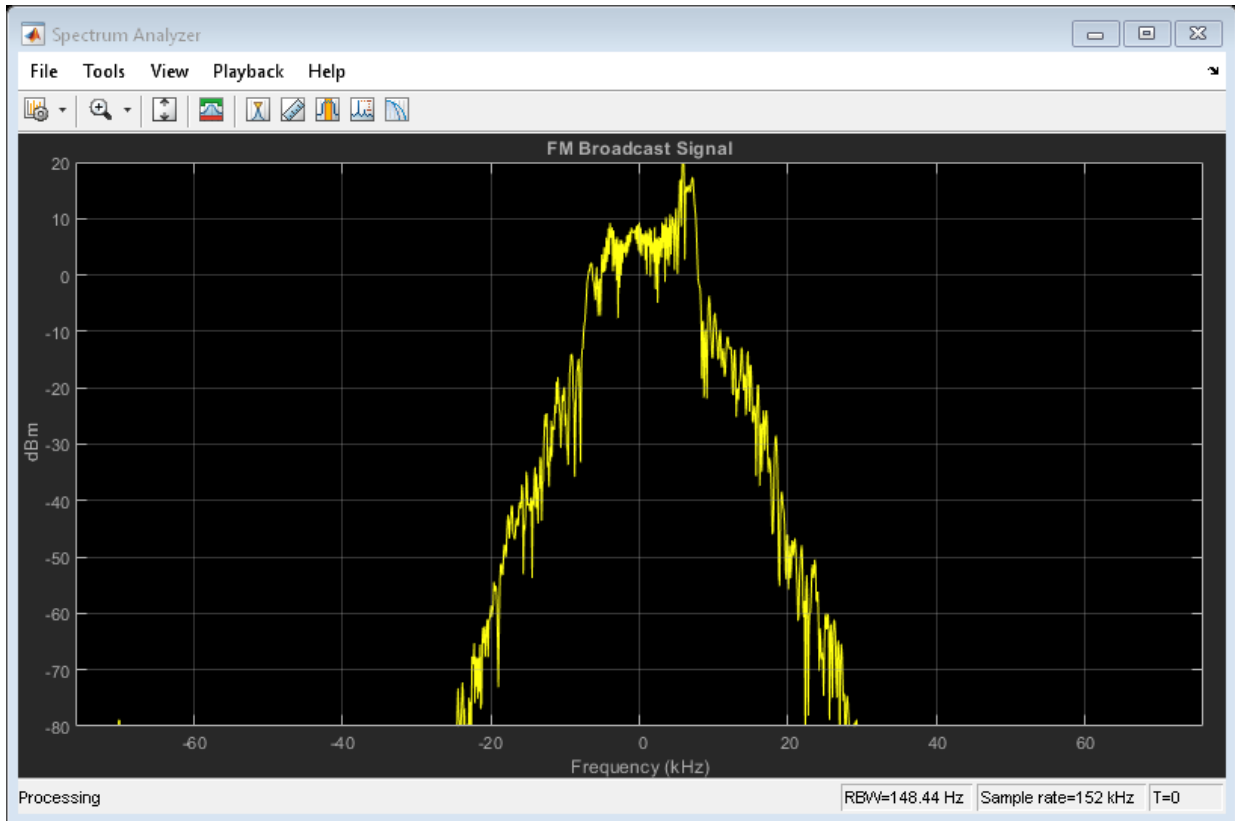 Spectrum Analyzer
File Tools View Playback Help
FM Broadcast Signal
20
10
0
-10
-20
-30
-40
-50
-60
-70
-80
dBm
-60 -40 -20 0 20 40 60
Frequency (kHz)
Processing RBW=148.44 Hz Sample rate=152 kHz T=0